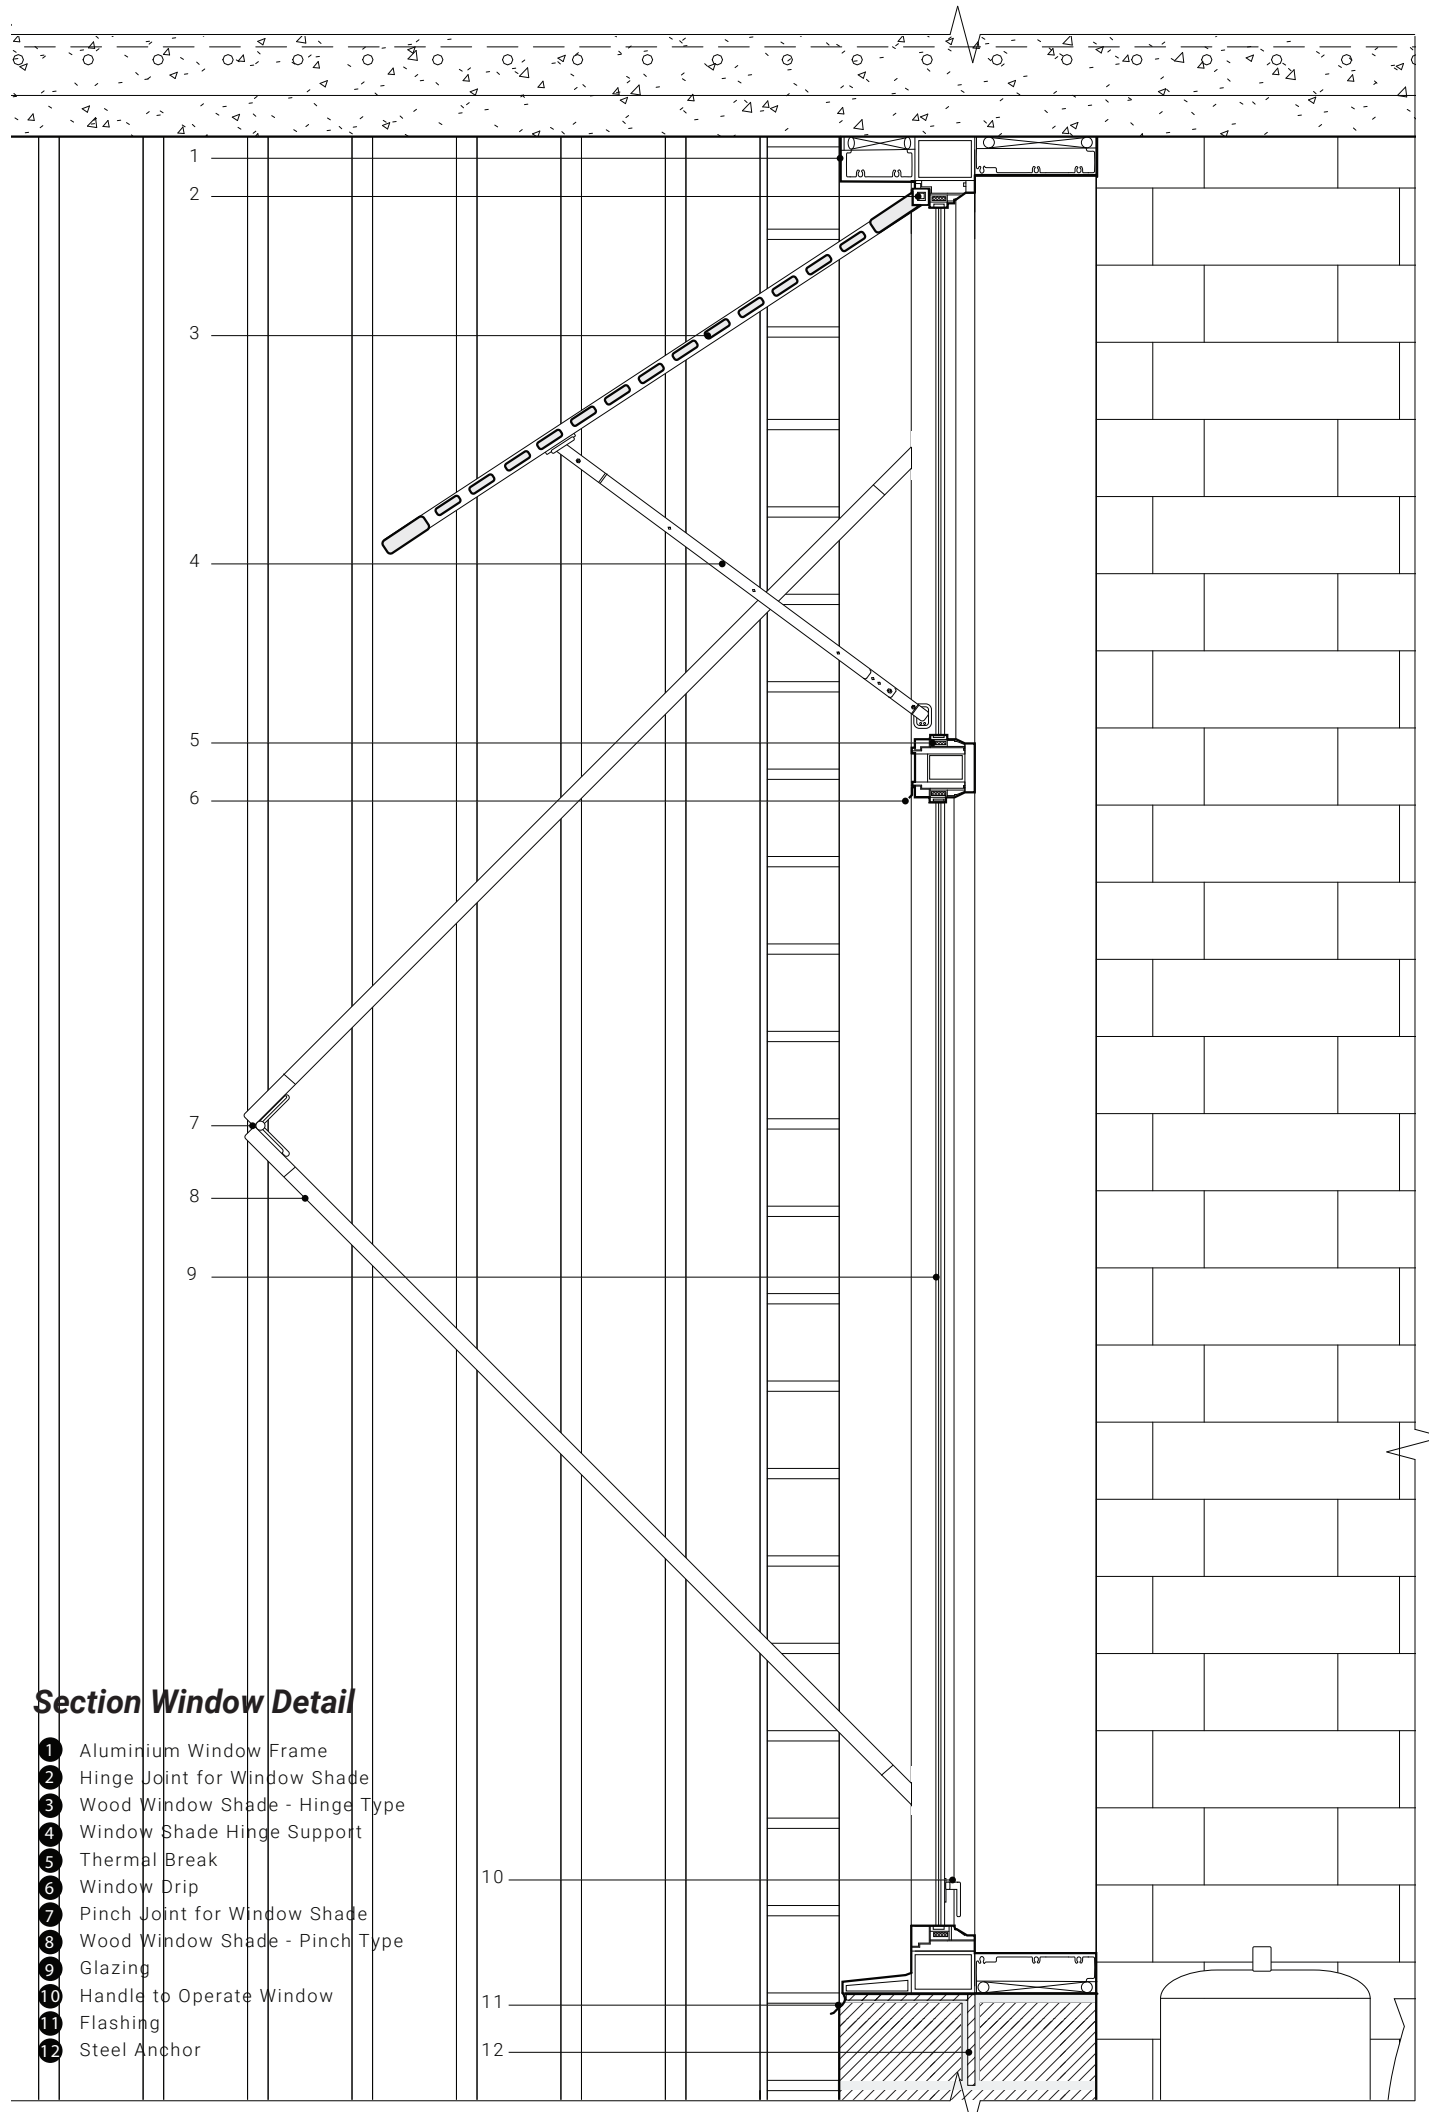 1
2
3
4
5
6
7
8
9
10
11
12
Section Window Detail
1 Aluminium Window Frame
2 Hinge Joint for Window Shade
3 Wood Window Shade - Hinge Type
4 Window Shade Hinge Support
5 Thermal Break
6 Window Drip
7 Pinch Joint for Window Shade
8 Wood Window Shade - Pinch Type
9 Glazing
10 Handle to Operate Window
11 Flashing
12 Steel Anchor